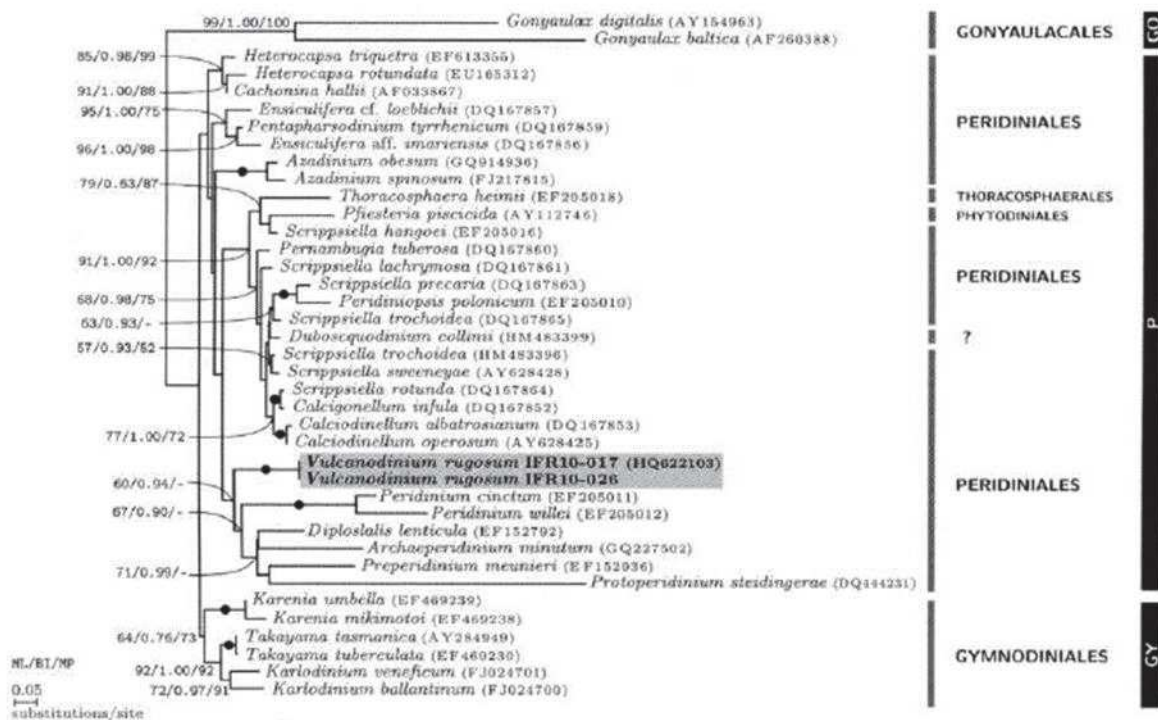 99/1.00/100
Gonyaulax digitalis (AY154963)
Gonyaulax baltica (AF260388)
GONYAULACALES
GO
85/0.98/99
Heterocapsa triquetra (EF613355)
Heterocapsa rotundata (EU165312)
91/1.00/88
Cachonina hallii (AF033867)
95/1.00/75
Ensiculifera cf. loeblichii (DQ167857)
Pentapharsodinium tyrrhenicum (DQ167859)
96/1.00/98
Ensiculifera aff. imariensis (DQ167856)
PERIDINIALES
Azadinium obesum (GQ914936)
79/0.63/87
Azadinium spinosum (FJ217815)
Thoracosphaera heimii (EF205018)
THORACOSPHAERALES
Pfiesteria piscicida (AY112746)
PHYTODINIALES
Scrippsiella hangoei (EF205016)
91/1.00/92
Pernambugia tuberosa (DQ167860)
Scrippsiella lachrymosa (DQ167861)
PERIDINIALES
Scrippsiella precaria (DQ167863)
68/0.98/75
Peridiniopsis polonicum (EF205010)
63/0.93/-
Scrippsiella trochoidea (DQ167865)
Duboscquodinium collinii (HM483399)
?
P
57/0.93/52
Scrippsiella trochoidea (HM483396)
Scrippsiella sweeneyae (AY628428)
Scrippsiella rotunda (DQ167864)
Calcigonellum infula (DQ167852)
Calciodinellum albatrosianum (DQ167853)
77/1.00/72
Calciodinellum operosum (AY628425)
Vulcanodinium rugosum IFR10-017 (HQ622103)
Vulcanodinium rugosum IFR10-026
60/0.94/-
PERIDINIALES
Peridinium cinctum (EF205011)
67/0.90/-
Peridinium willei (EF205012)
Diploslalis lenticula (EF152792)
Archaeperidinium minutum (GQ227502)
71/0.99/-
Preperidinium meunieri (EF152936)
Protoperidinium steidingerae (DQ444231)
Karenia umbella (EF469239)
Karenia mikimotoi (EF469238)
64/0.76/73
Takayama tasmanica (AY284949)
Takayama tuberculata (EF469230)
GYMNODINIALES
GY
ML/BI/MP
92/1.00/92
Karlodinium veneficum (FJ024701)
72/0.97/91
Karlodinium ballantinum (FJ024700)
0.05
substitutions/site